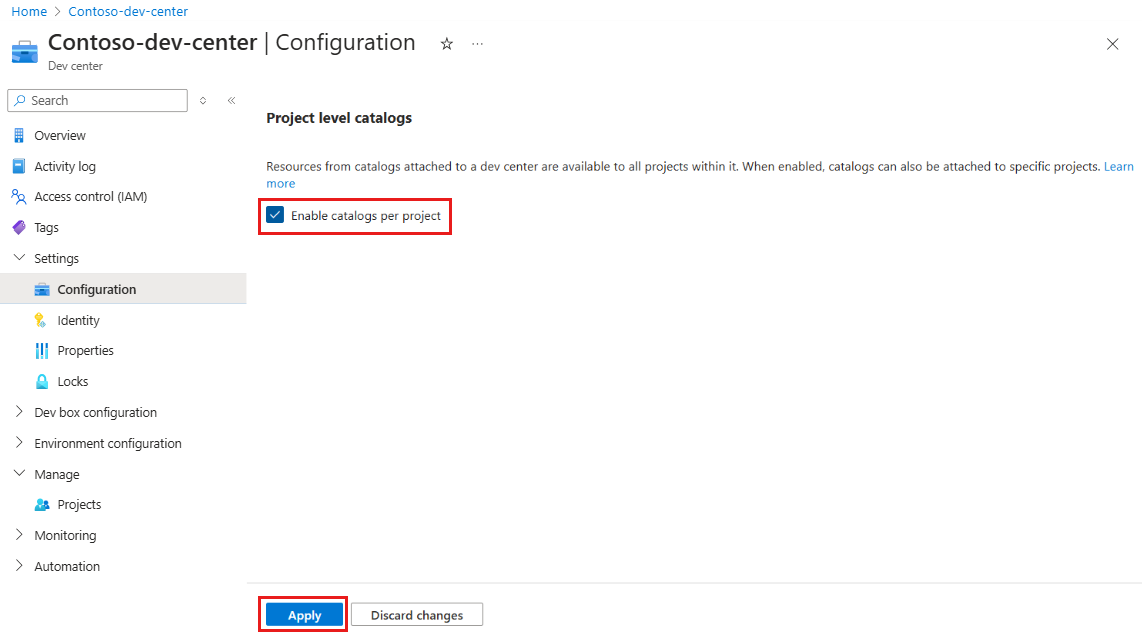 Home > Contoso-dev-center
Contoso-dev-center | Configuration
Dev center
Search
Overview
Activity log
Access control (IAM)
Tags
Settings
Configuration
Identity
Properties
Locks
Dev box configuration
Environment configuration
Manage
Projects
Monitoring
Automation
Project level catalogs
Resources from catalogs attached to a dev center are available to all projects within it. When enabled, catalogs can also be attached to specific projects. Learn
more
Enable catalogs per project
Apply
Discard changes